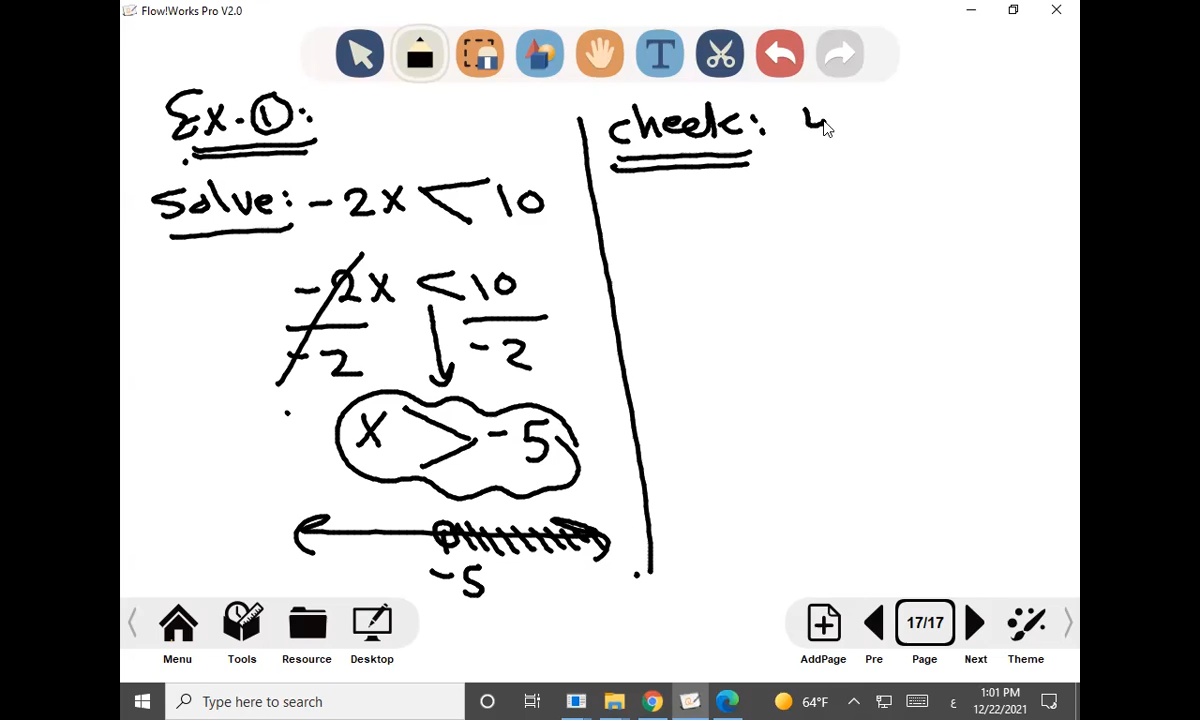 Flow!Works Pro V2.0
T
Ex. ①:
Solve: -2x < 10
-2x < 10
-2 -2
x > -5
-5
check:
Menu Tools Resource Desktop
17/17
AddPage Pre Page Next Theme
Type here to search
64°F
ع
1:01 PM
12/22/2021